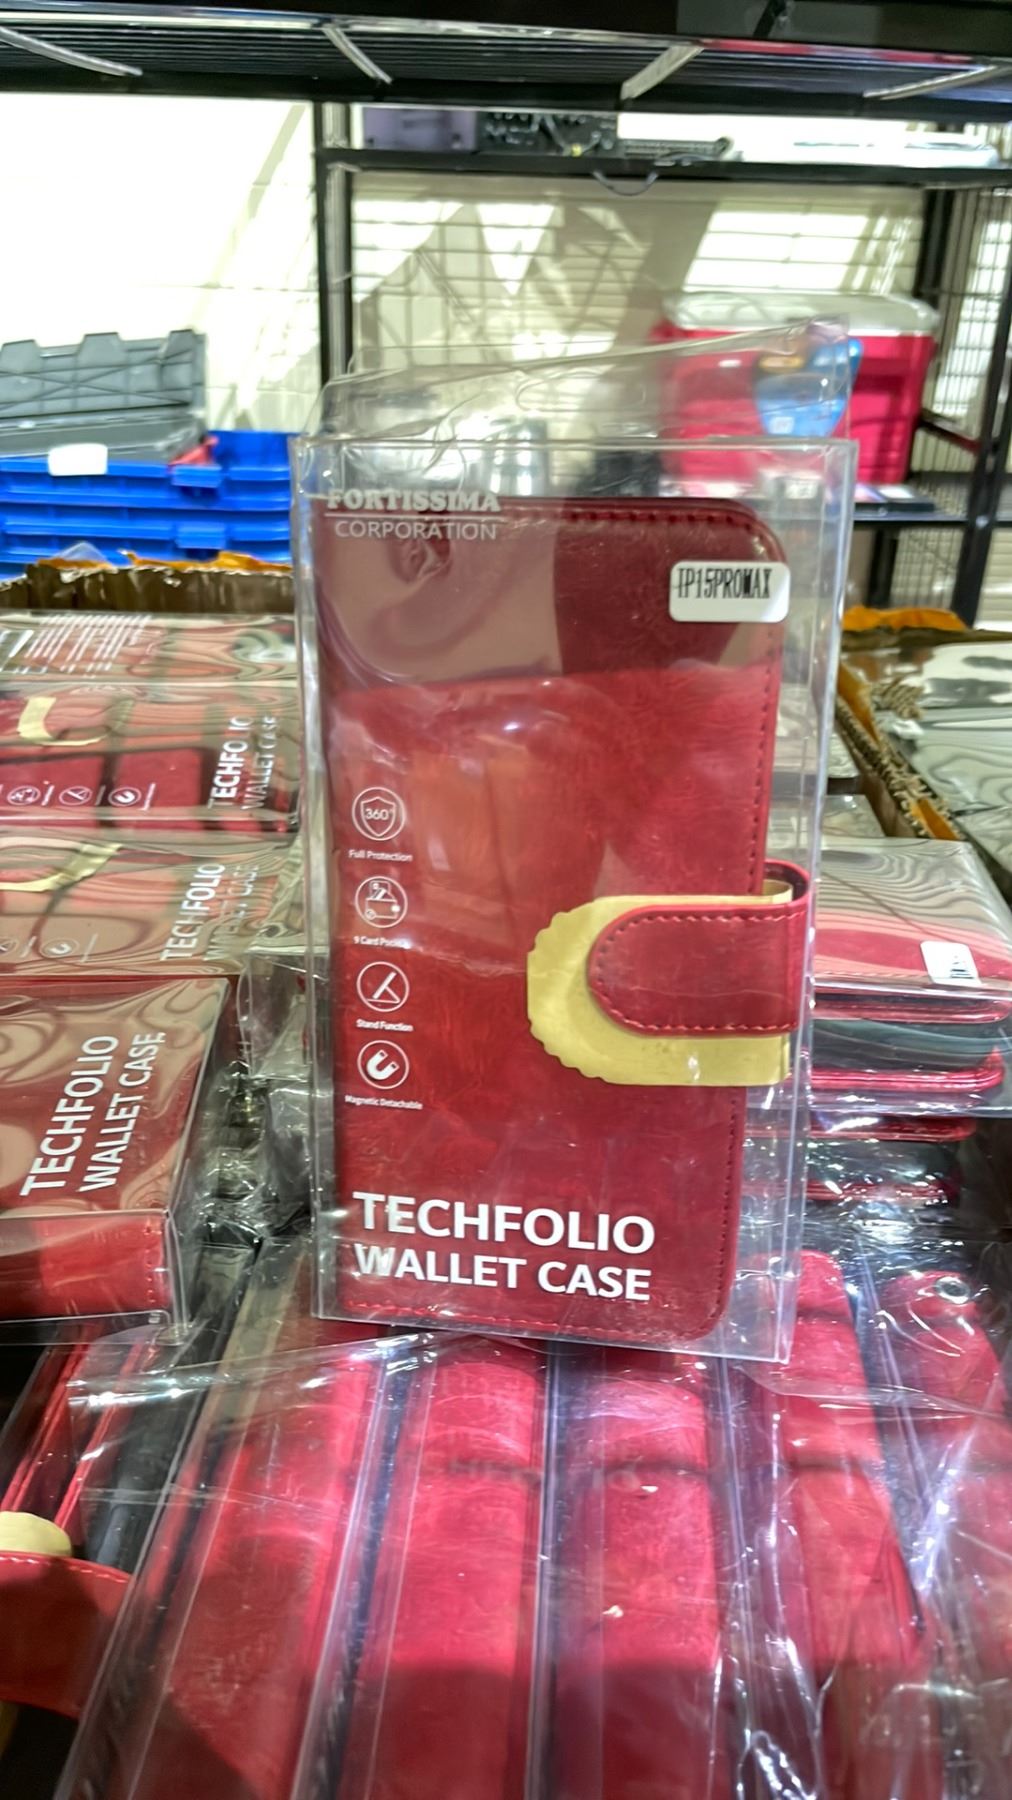 FORTISSIMA
CORPORATION
IP15PROMAX
360°
Full Protection
9 Card Pockets
Stand Function
Magnetic Detachable
TECHFOLIO
WALLET CASE
TECHFOLIO
WALLET CASE
TECHFOLIO
WALLET CASE
TECHFOLIO
WALLET CASE